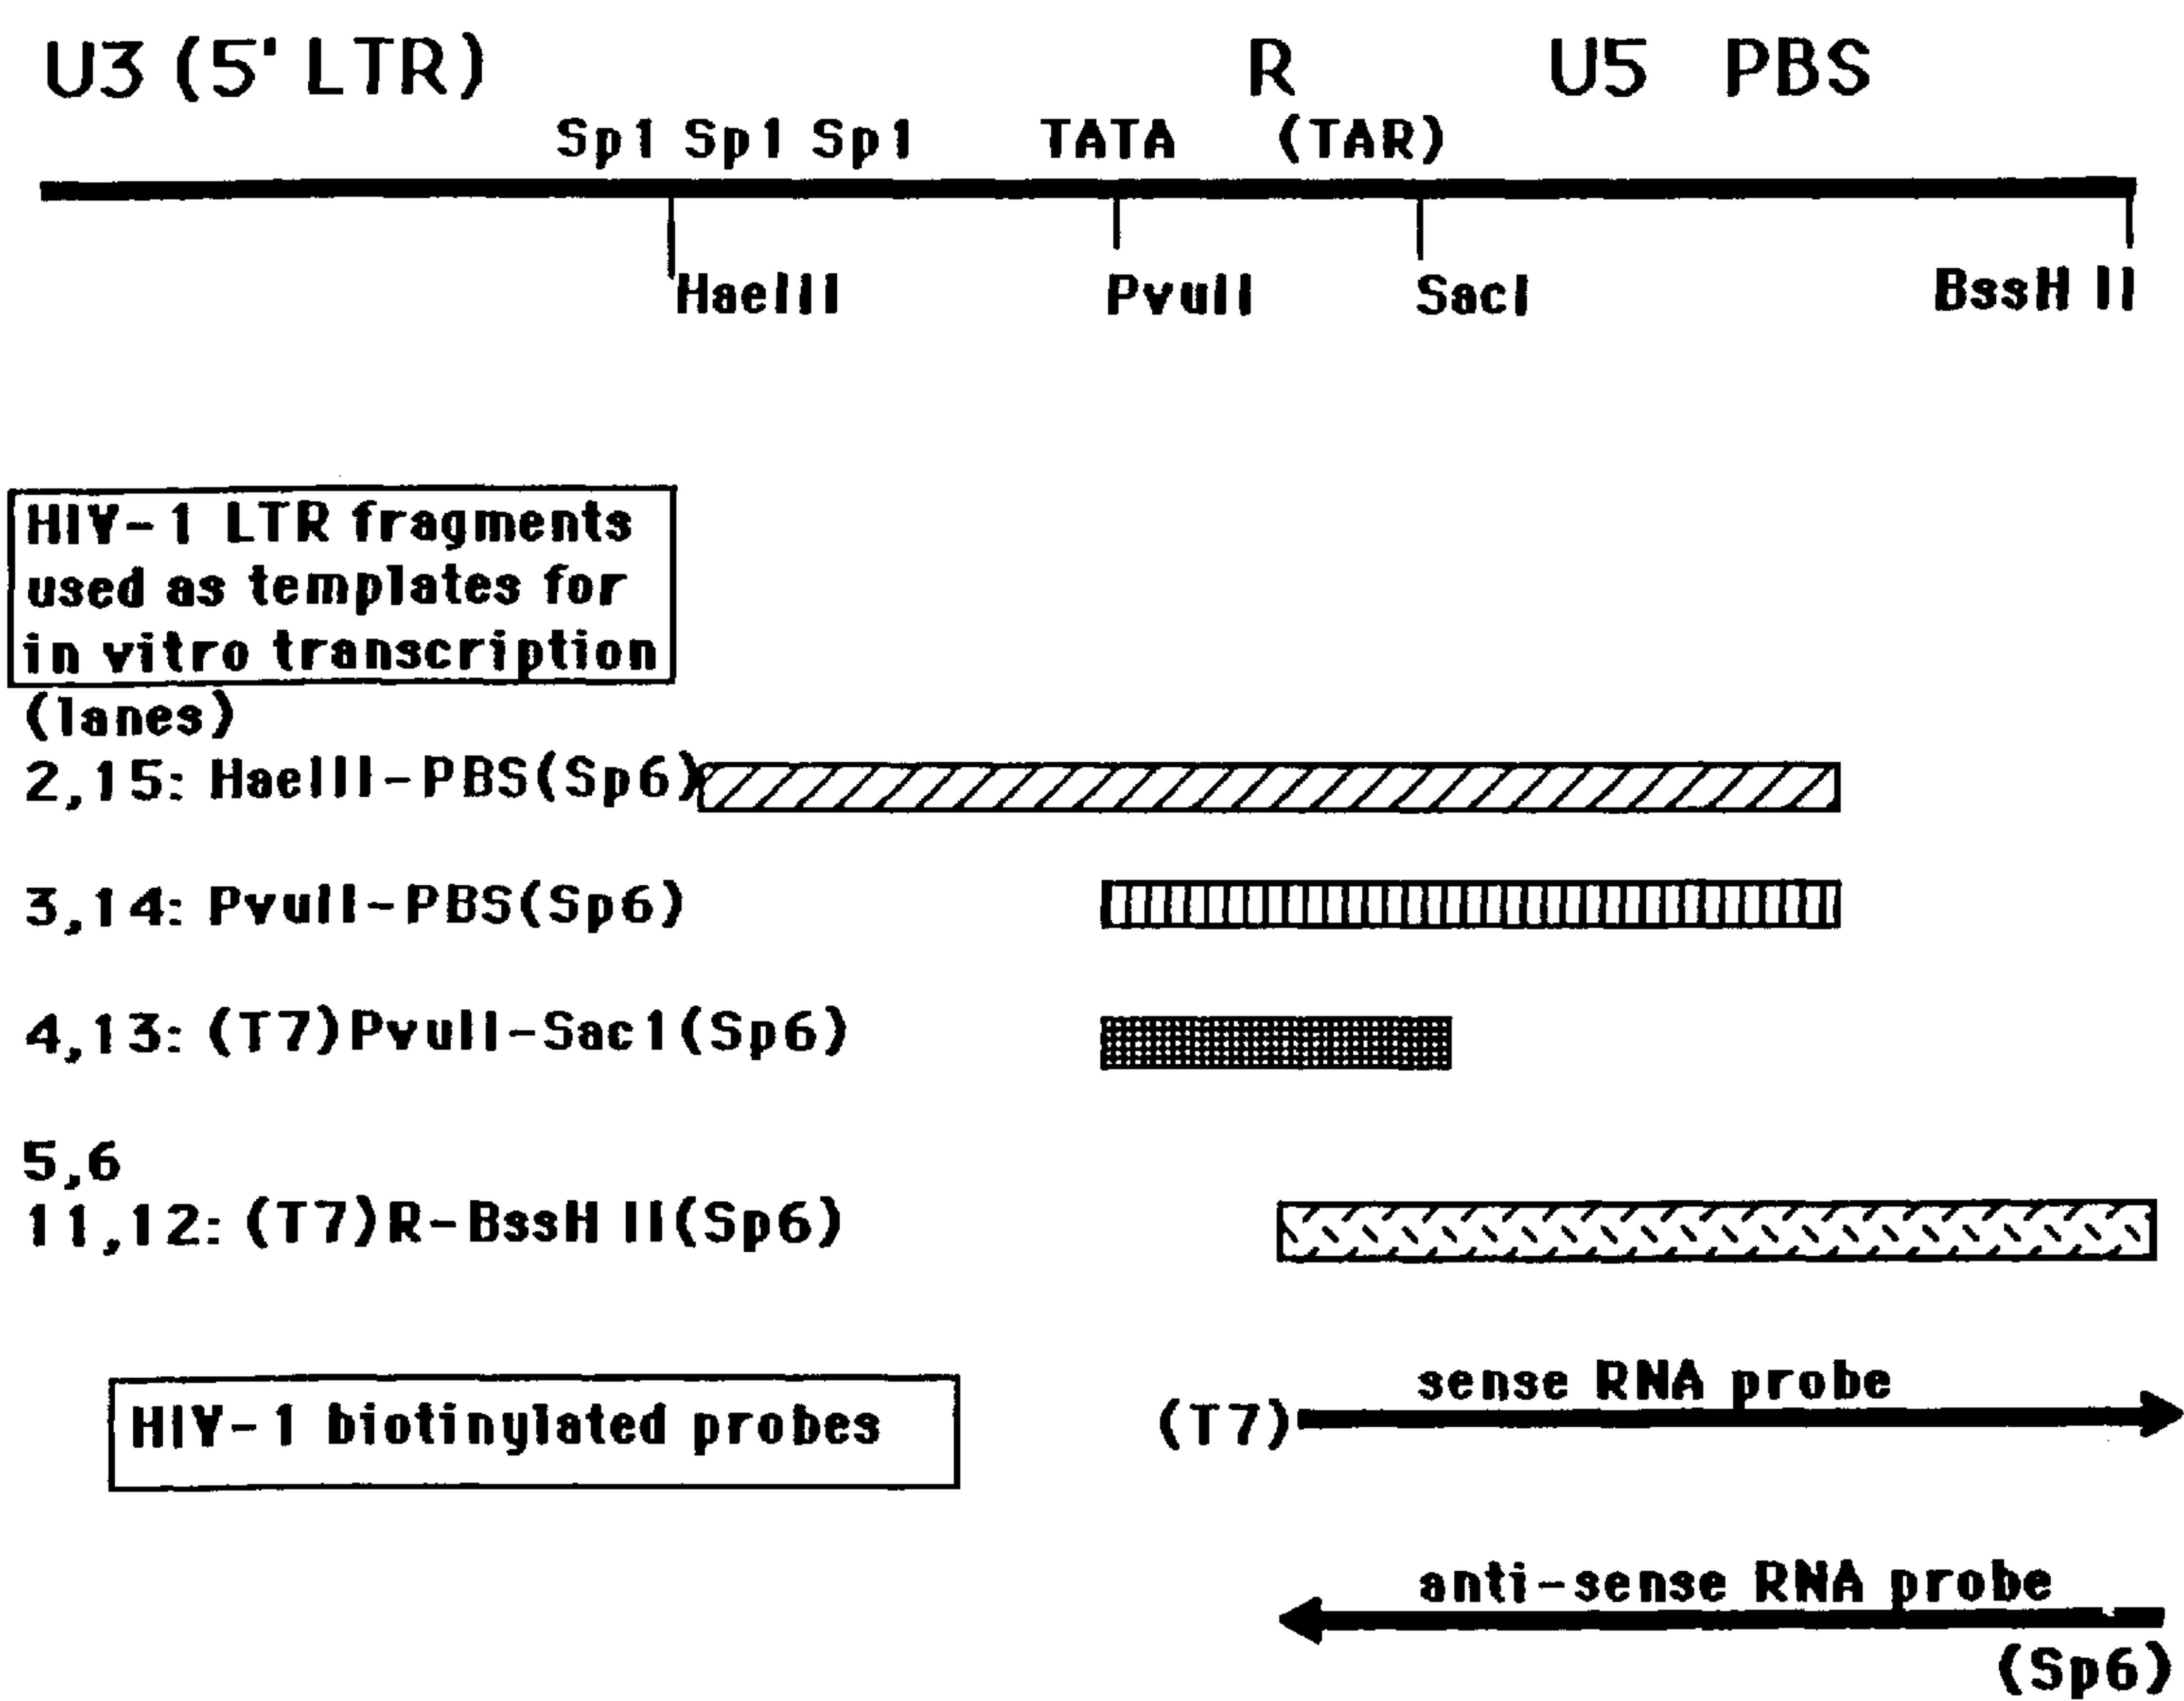 U3 (5' LTR) R U5 PBS
Sp1 Sp1 Sp1 TATA (TAR)
HaeIII PvuII SacI BssH II
HIV-1 LTR fragments
used as templates for
in vitro transcription
(lanes)
2,15: HaeIII-PBS(Sp6)
3,14: PvuII-PBS(Sp6)
4,13: (T7)PvuII-Sac1(Sp6)
5,6
11,12: (T7)R-BssH II(Sp6)
sense RNA probe
HIV-1 biotinylated probes (T7)
anti-sense RNA probe
(Sp6)